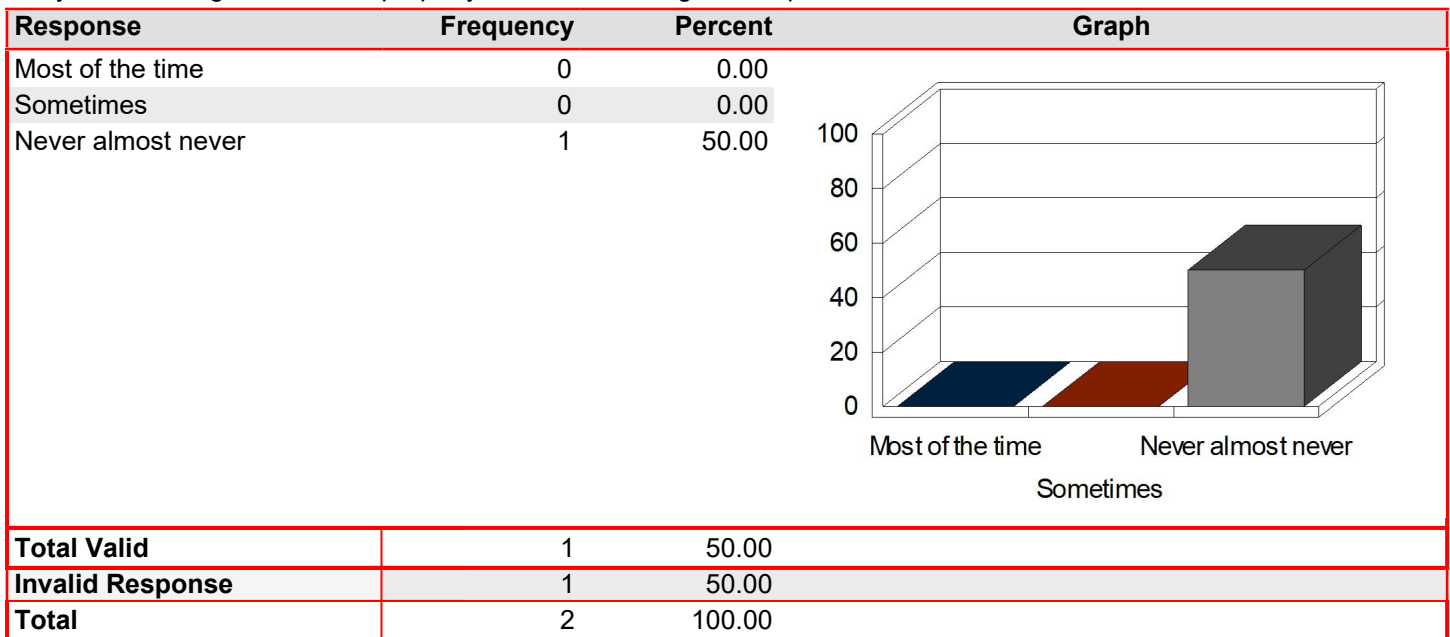 Response Frequency Percent Graph
Most of the time 0 0.00
Sometimes 0 0.00
Never almost never 1 50.00
100
80
60
40
20
0
Most of the time Never almost never
Sometimes
Total Valid 1 50.00
Invalid Response 1 50.00
Total 2 100.00